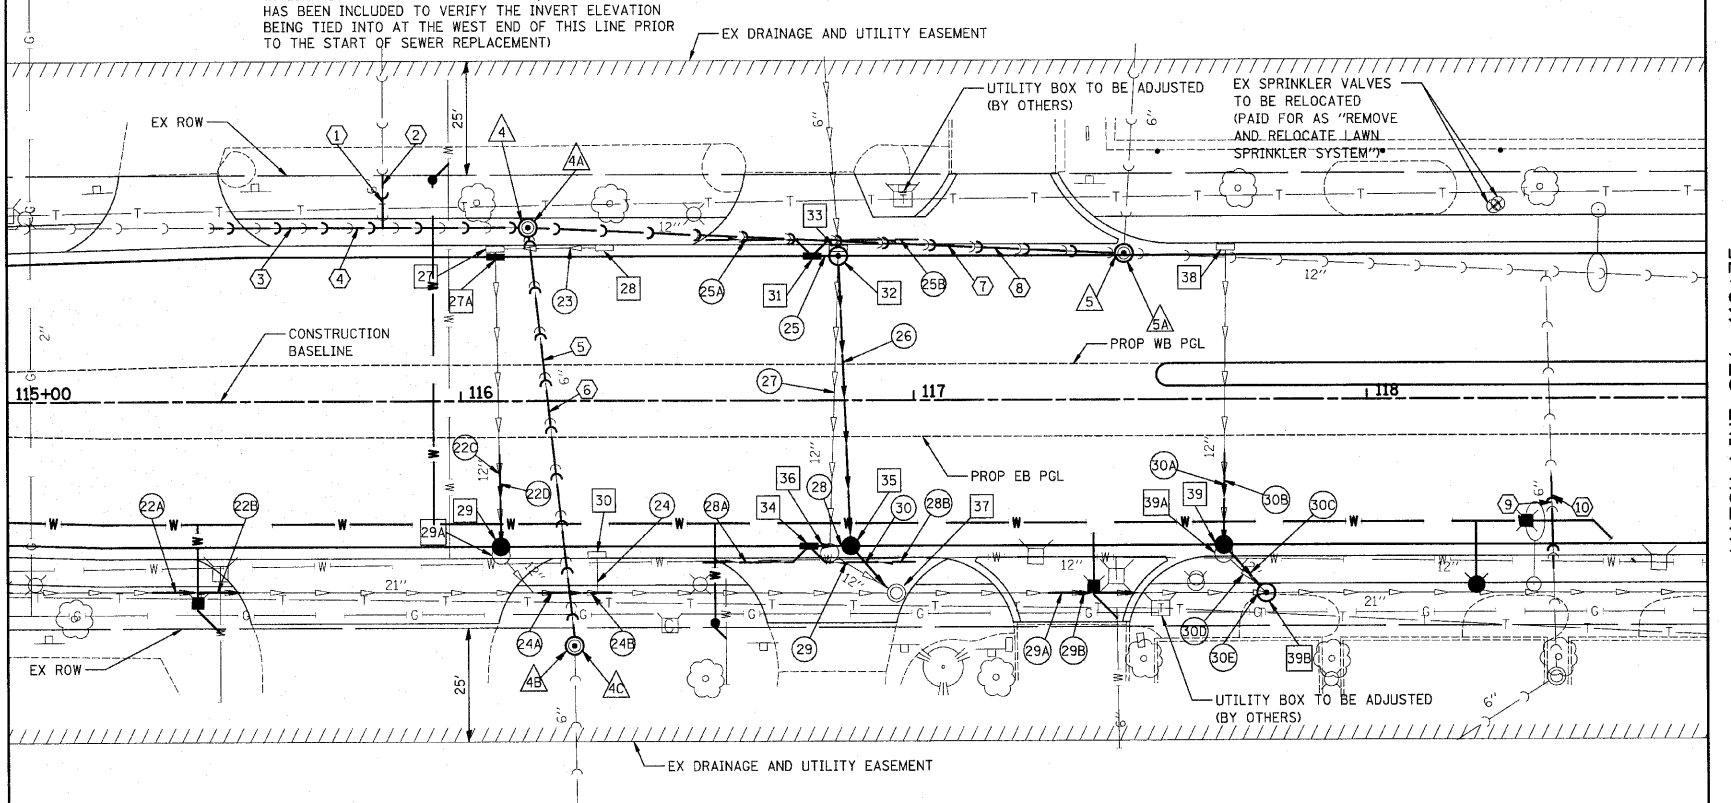 HAS BEEN INCLUDED TO VERIFY THE INVERT ELEVATION
BEING TIED INTO AT THE WEST END OF THIS LINE PRIOR
TO THE START OF SEWER REPLACEMENT)
EX DRAINAGE AND UTILITY EASEMENT
UTILITY BOX TO BE ADJUSTED
(BY OTHERS)
EX SPRINKLER VALVES
TO BE RELOCATED
(PAID FOR AS "REMOVE
AND RELOCATE LAWN
SPRINKLER SYSTEM")
EX ROW
25'
6"
6"
6"
1
2
4
4A
33
12"
3
4
27
27A
23
28
25A
31
25
32
25B
7
8
5
5A
38
12"
2"
CONSTRUCTION
BASELINE
5
6"
6
26
27
PROP WB PGL
115+00
116
117
118
22C
12"
22D
12"
12"
PROP EB PGL
30A
30B
6"
22A
22B
29
29A
30
24
28A
34
36
28
35
30
28B
37
39A
39
30C
9
10
21"
12"
12"
12"
12"
21"
24A
24B
29
29A
29B
30D
30E
39B
EX ROW
25'
4B
4C
6"
6"
6"
UTILITY BOX TO BE ADJUSTED
(BY OTHERS)
EX DRAINAGE AND UTILITY EASEMENT